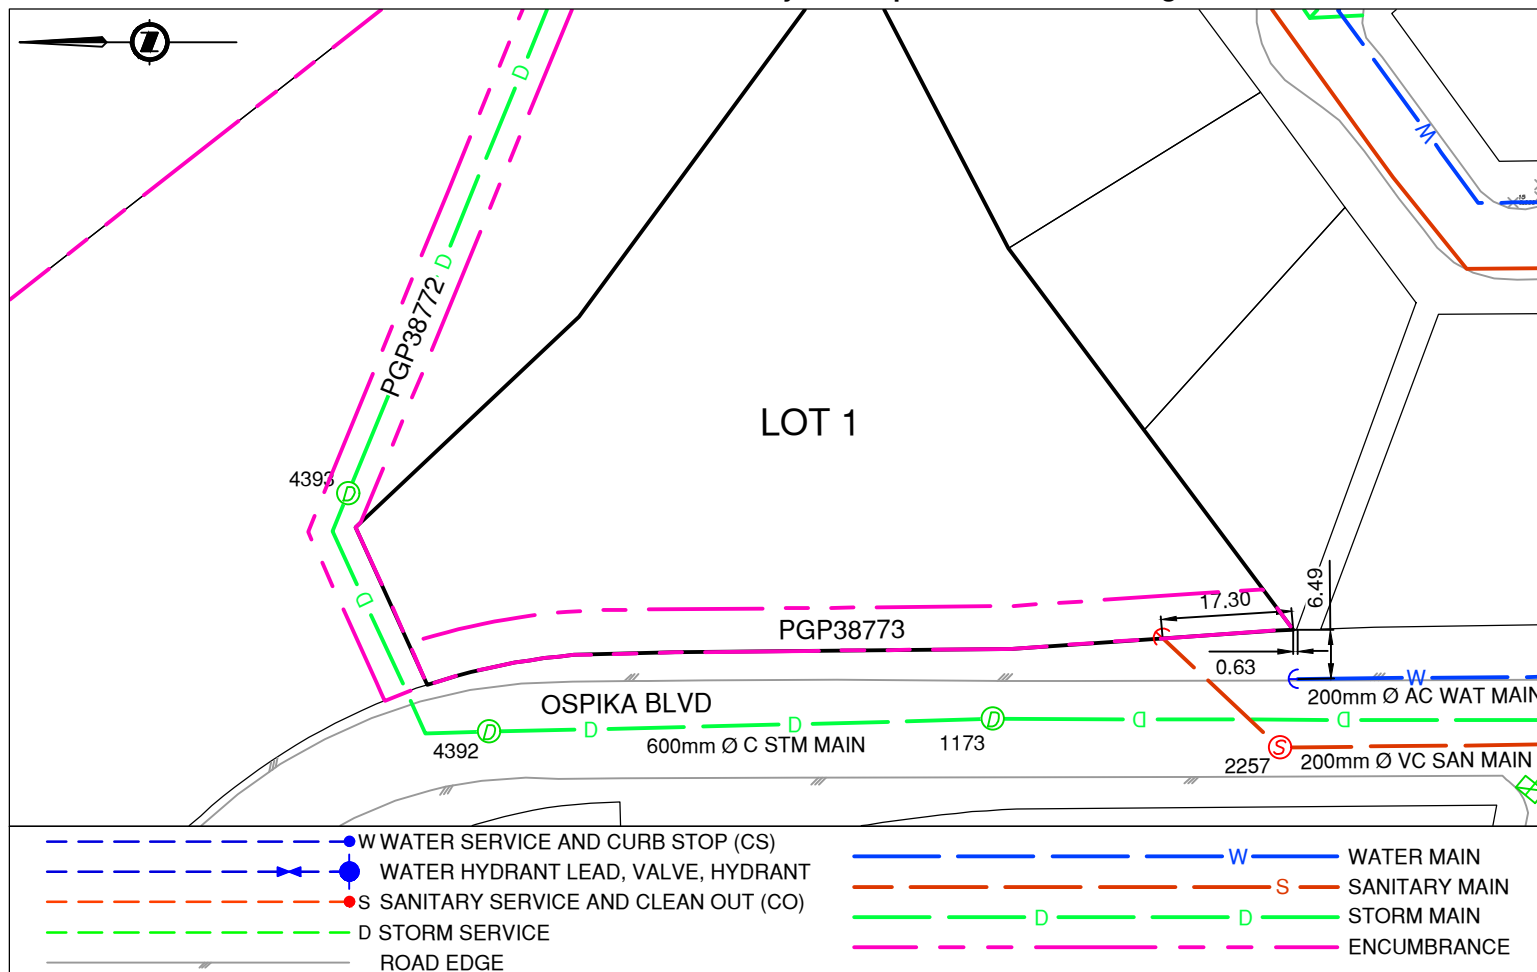 PGP38772
4393
LOT 1
17.30
6.49
PGP38773
0.63
OSPIKA BLVD
200mm Ø AC WAT MAIN
4392
600mm Ø C STM MAIN
1173
2257
200mm Ø VC SAN MAIN
W
W
D
D
D
D
D
D
D
D
D
D
S
W WATER SERVICE AND CURB STOP (CS)
WATER HYDRANT LEAD, VALVE, HYDRANT
S SANITARY SERVICE AND CLEAN OUT (CO)
D STORM SERVICE
ROAD EDGE
W WATER MAIN
S SANITARY MAIN
D D STORM MAIN
ENCUMBRANCE